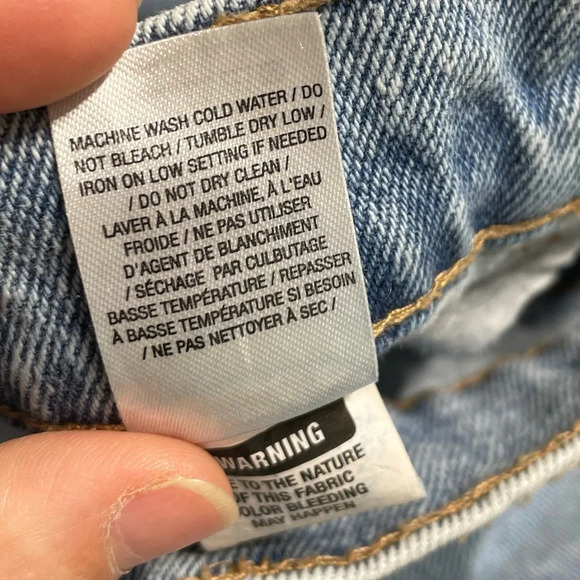 MACHINE WASH COLD WATER / DO
NOT BLEACH / TUMBLE DRY LOW /
IRON ON LOW SETTING IF NEEDED
/ DO NOT DRY CLEAN /
LAVER À LA MACHINE, À L'EAU
FROIDE / NE PAS UTILISER
D'AGENT DE BLANCHIMENT
/ SÉCHAGE PAR CULBUTAGE
BASSE TEMPÉRATURE / REPASSER
À BASSE TEMPÉRATURE SI BESOIN
/ NE PAS NETTOYER À SEC /
WARNING
TO THE NATURE
OF THIS FABRIC
COLOR BLEEDING
MAY HAPPEN